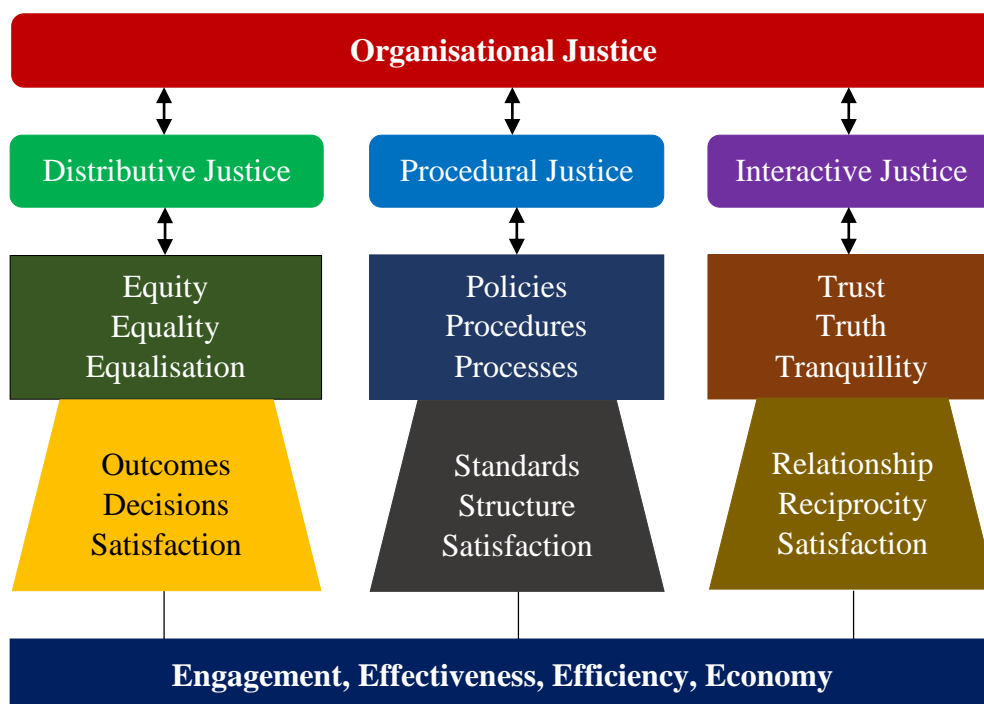 Organisational Justice
Distributive Justice
Procedural Justice
Interactive Justice
Equity
Equality
Equalisation
Policies
Procedures
Processes
Trust
Truth
Tranquillity
Outcomes
Decisions
Satisfaction
Standards
Structure
Satisfaction
Relationship
Reciprocity
Satisfaction
Engagement, Effectiveness, Efficiency, Economy